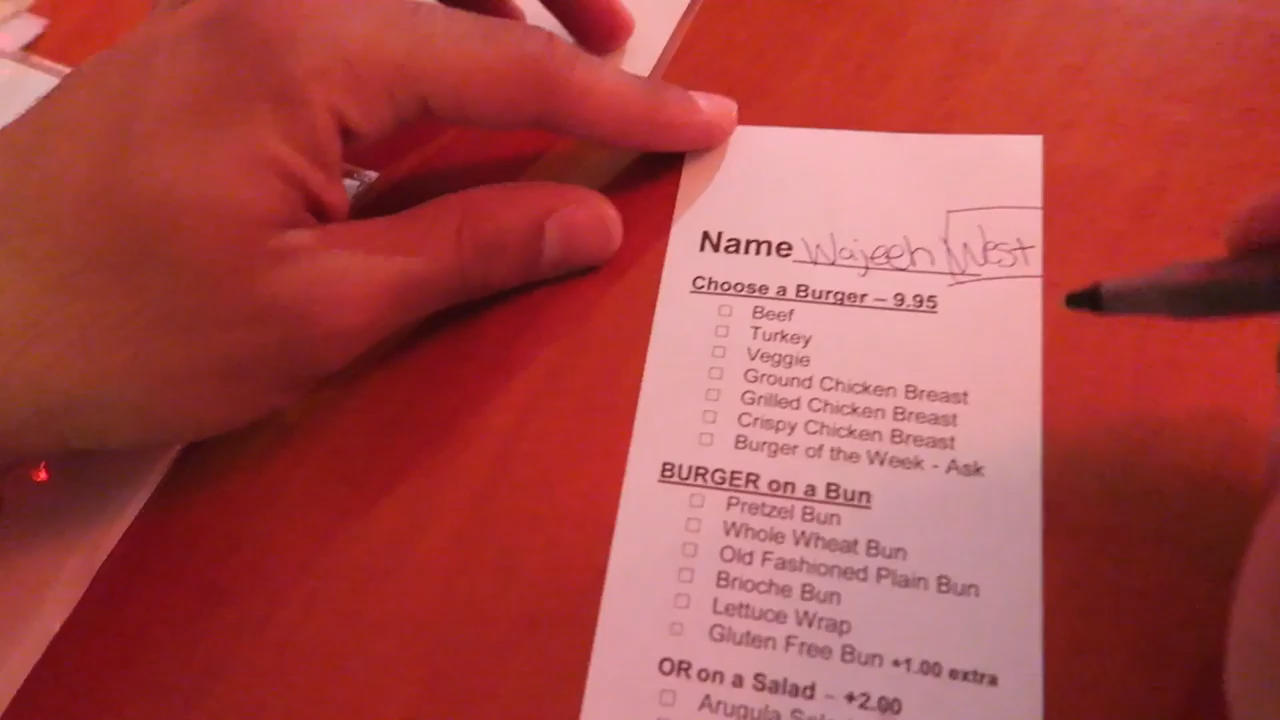 Name Wajeeh West
Choose a Burger – 9.95
Beef
Turkey
Veggie
Ground Chicken Breast
Grilled Chicken Breast
Crispy Chicken Breast
Burger of the Week - Ask
BURGER on a Bun
Pretzel Bun
Whole Wheat Bun
Old Fashioned Plain Bun
Brioche Bun
Lettuce Wrap
Gluten Free Bun +1.00 extra
OR on a Salad – +2.00
Arugula